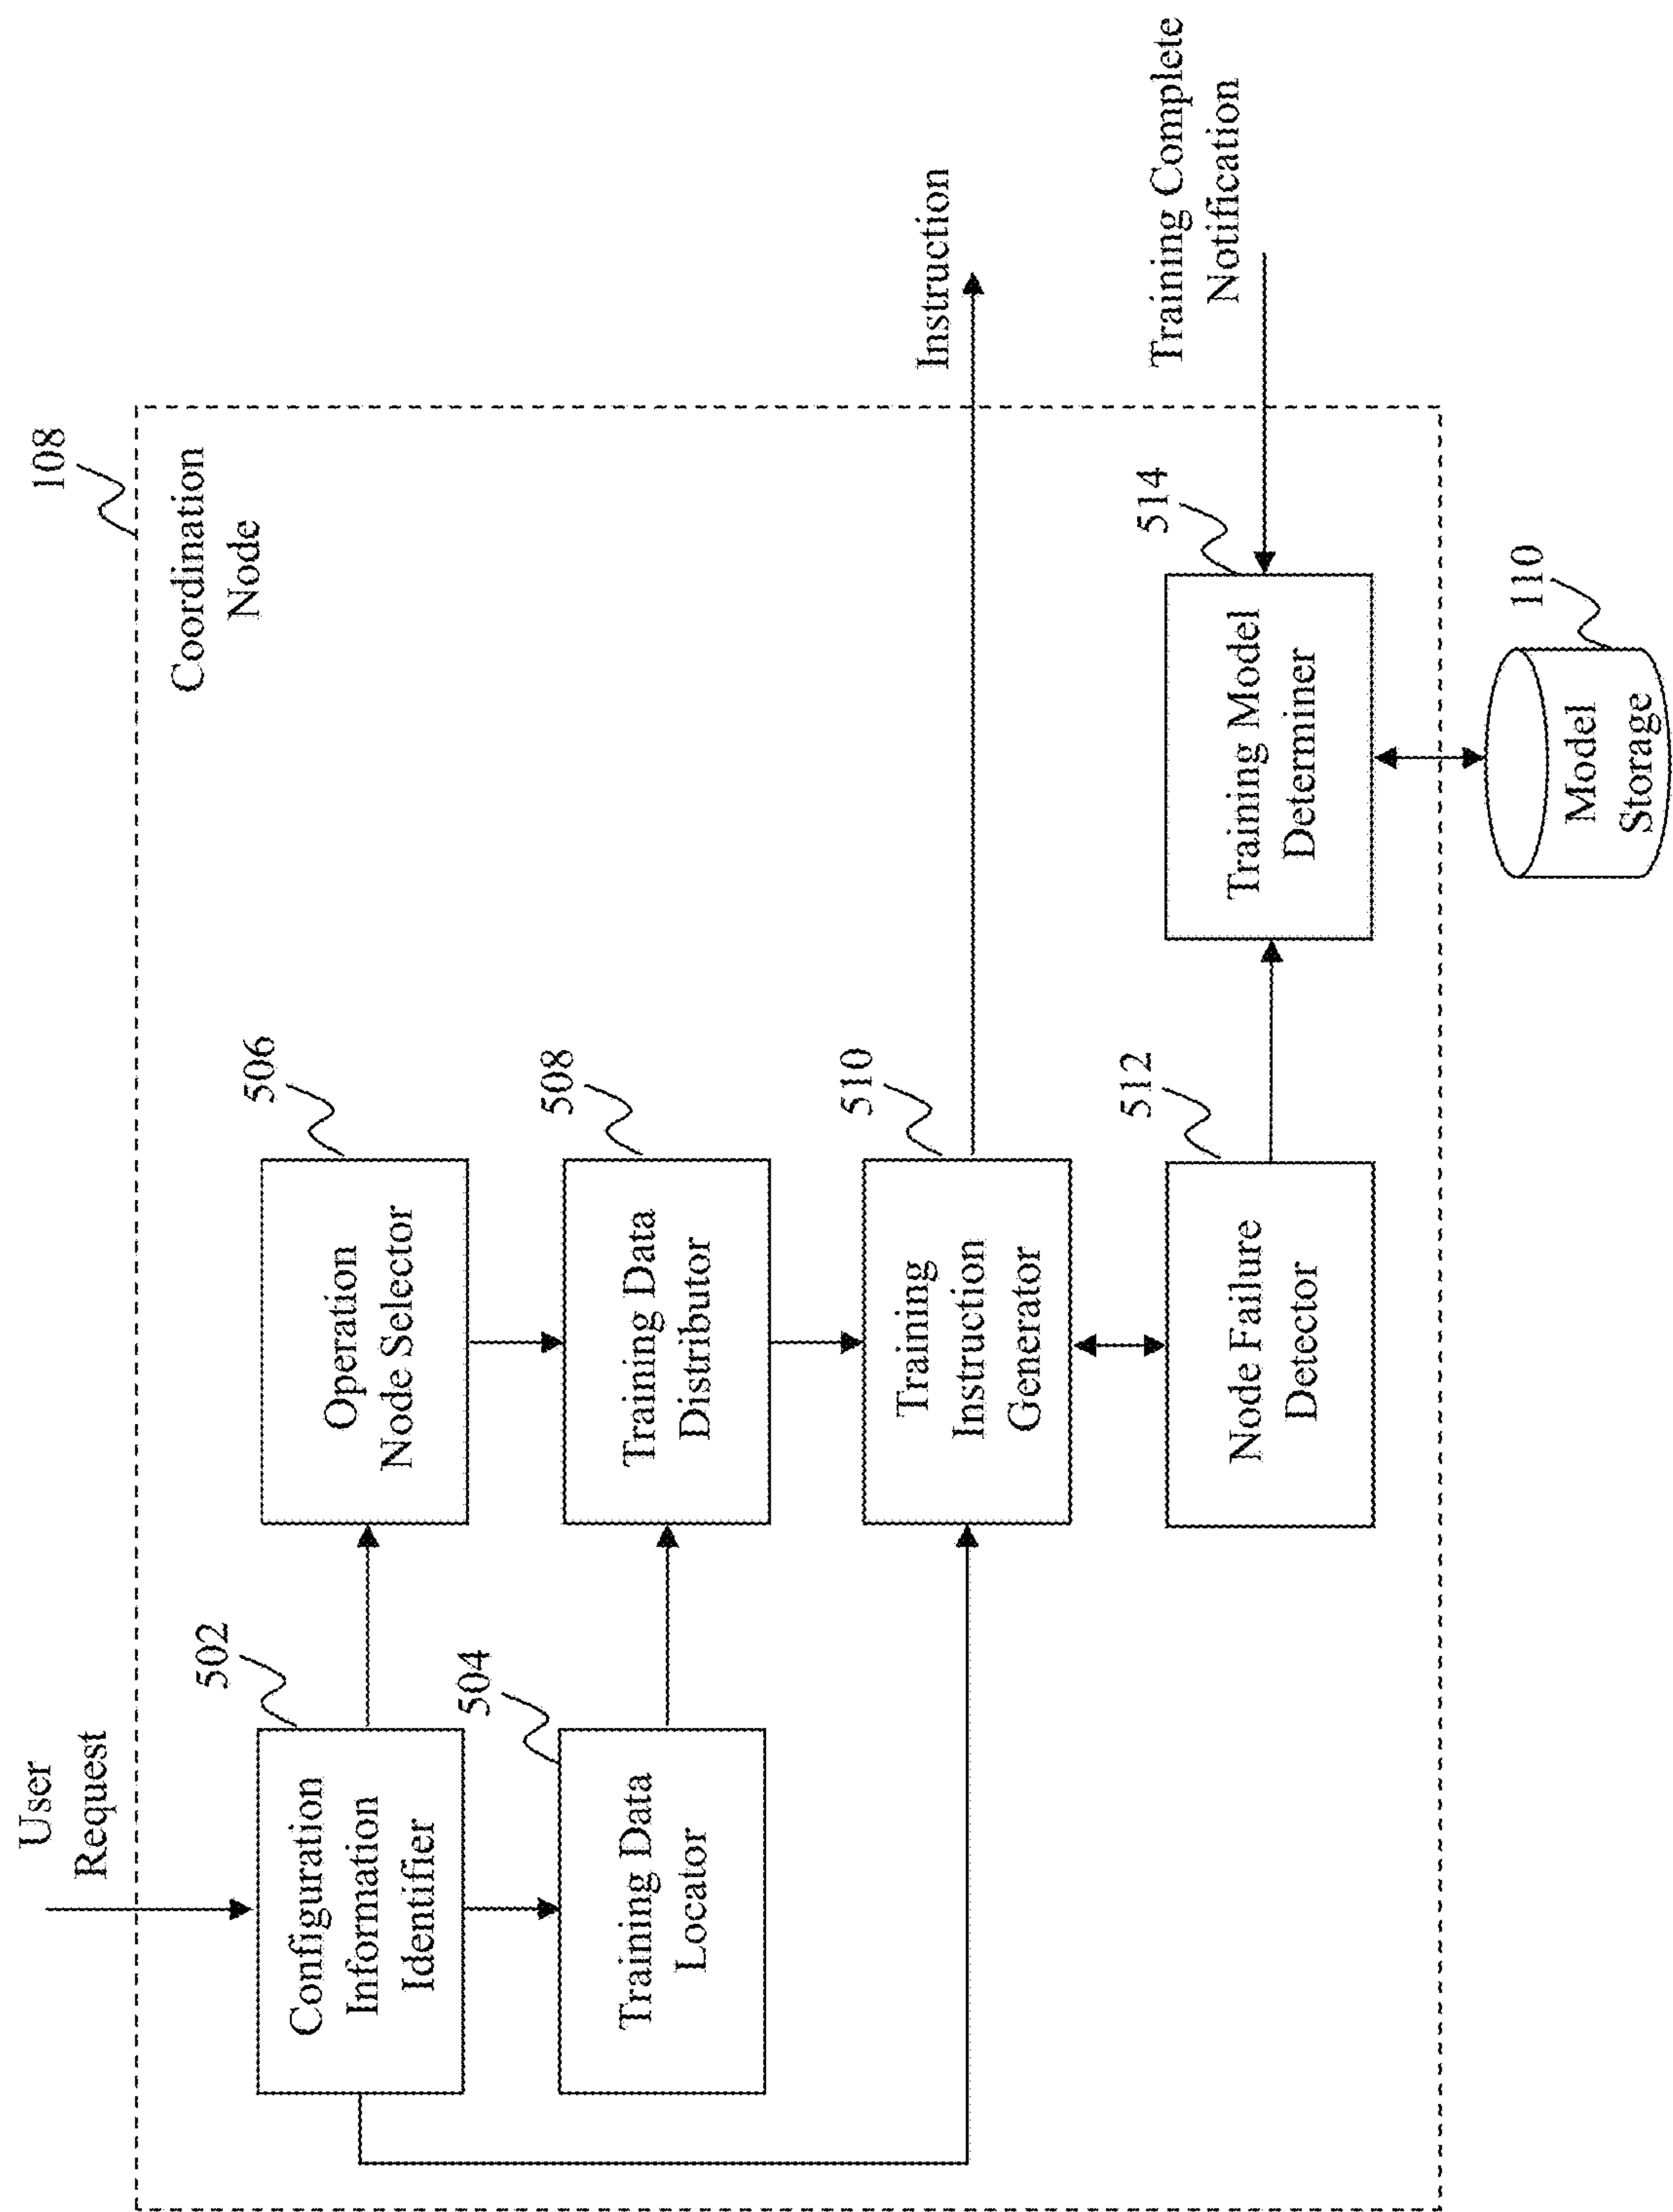 User
Request
108
Coordination
Node
502
Configuration
Information
Identifier
506
Operation
Node Selector
504
Training Data
Locator
508
Training Data
Distributor
510
Training
Instruction
Generator
Instruction
512
Node Failure
Detector
514
Training Model
Determiner
Training Complete
Notification
110
Model
Storage